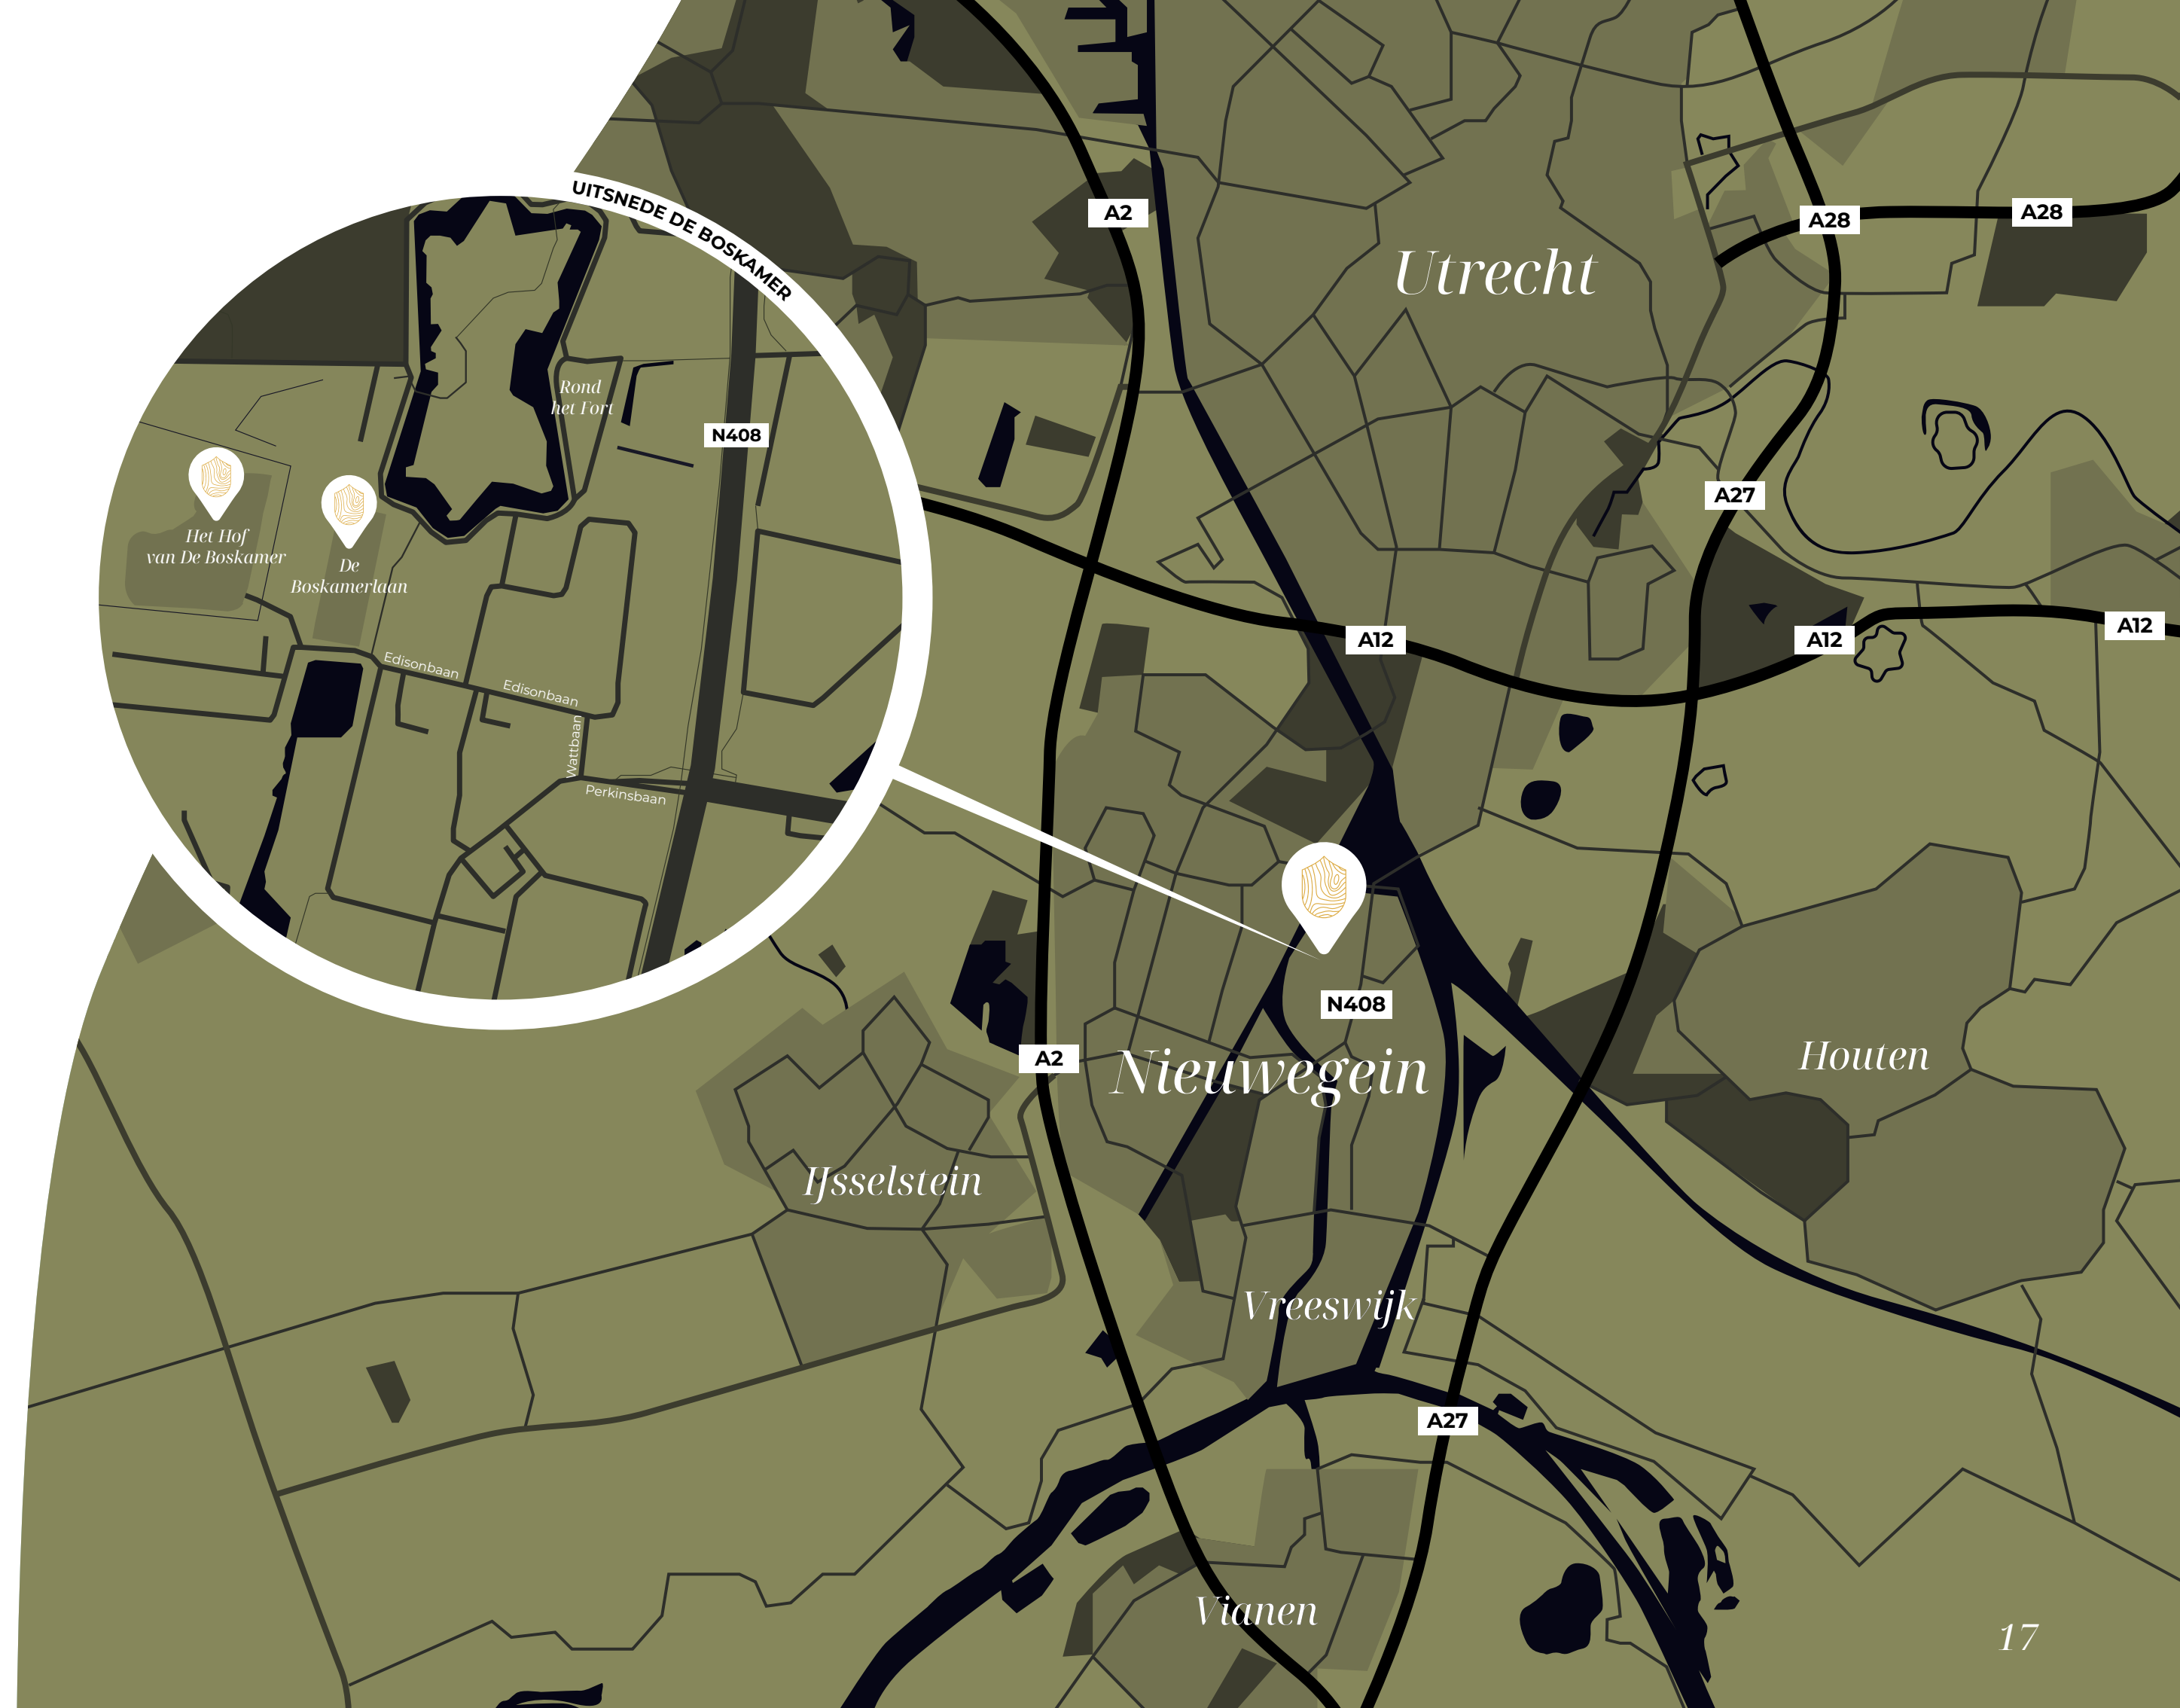 UITSNEDE DE BOSKAMER
A2
A28
A28
Utrecht
Rond
het Fort
N408
A27
Het Hof
van De Boskamer
De
Boskamerlaan
A12
A12
A12
Edisonbaan
Edisonbaan
Wattbaan
Perkinsbaan
N408
A2
Nieuwegein
Houten
IJsselstein
Vreeswijk
A27
Vianen
17